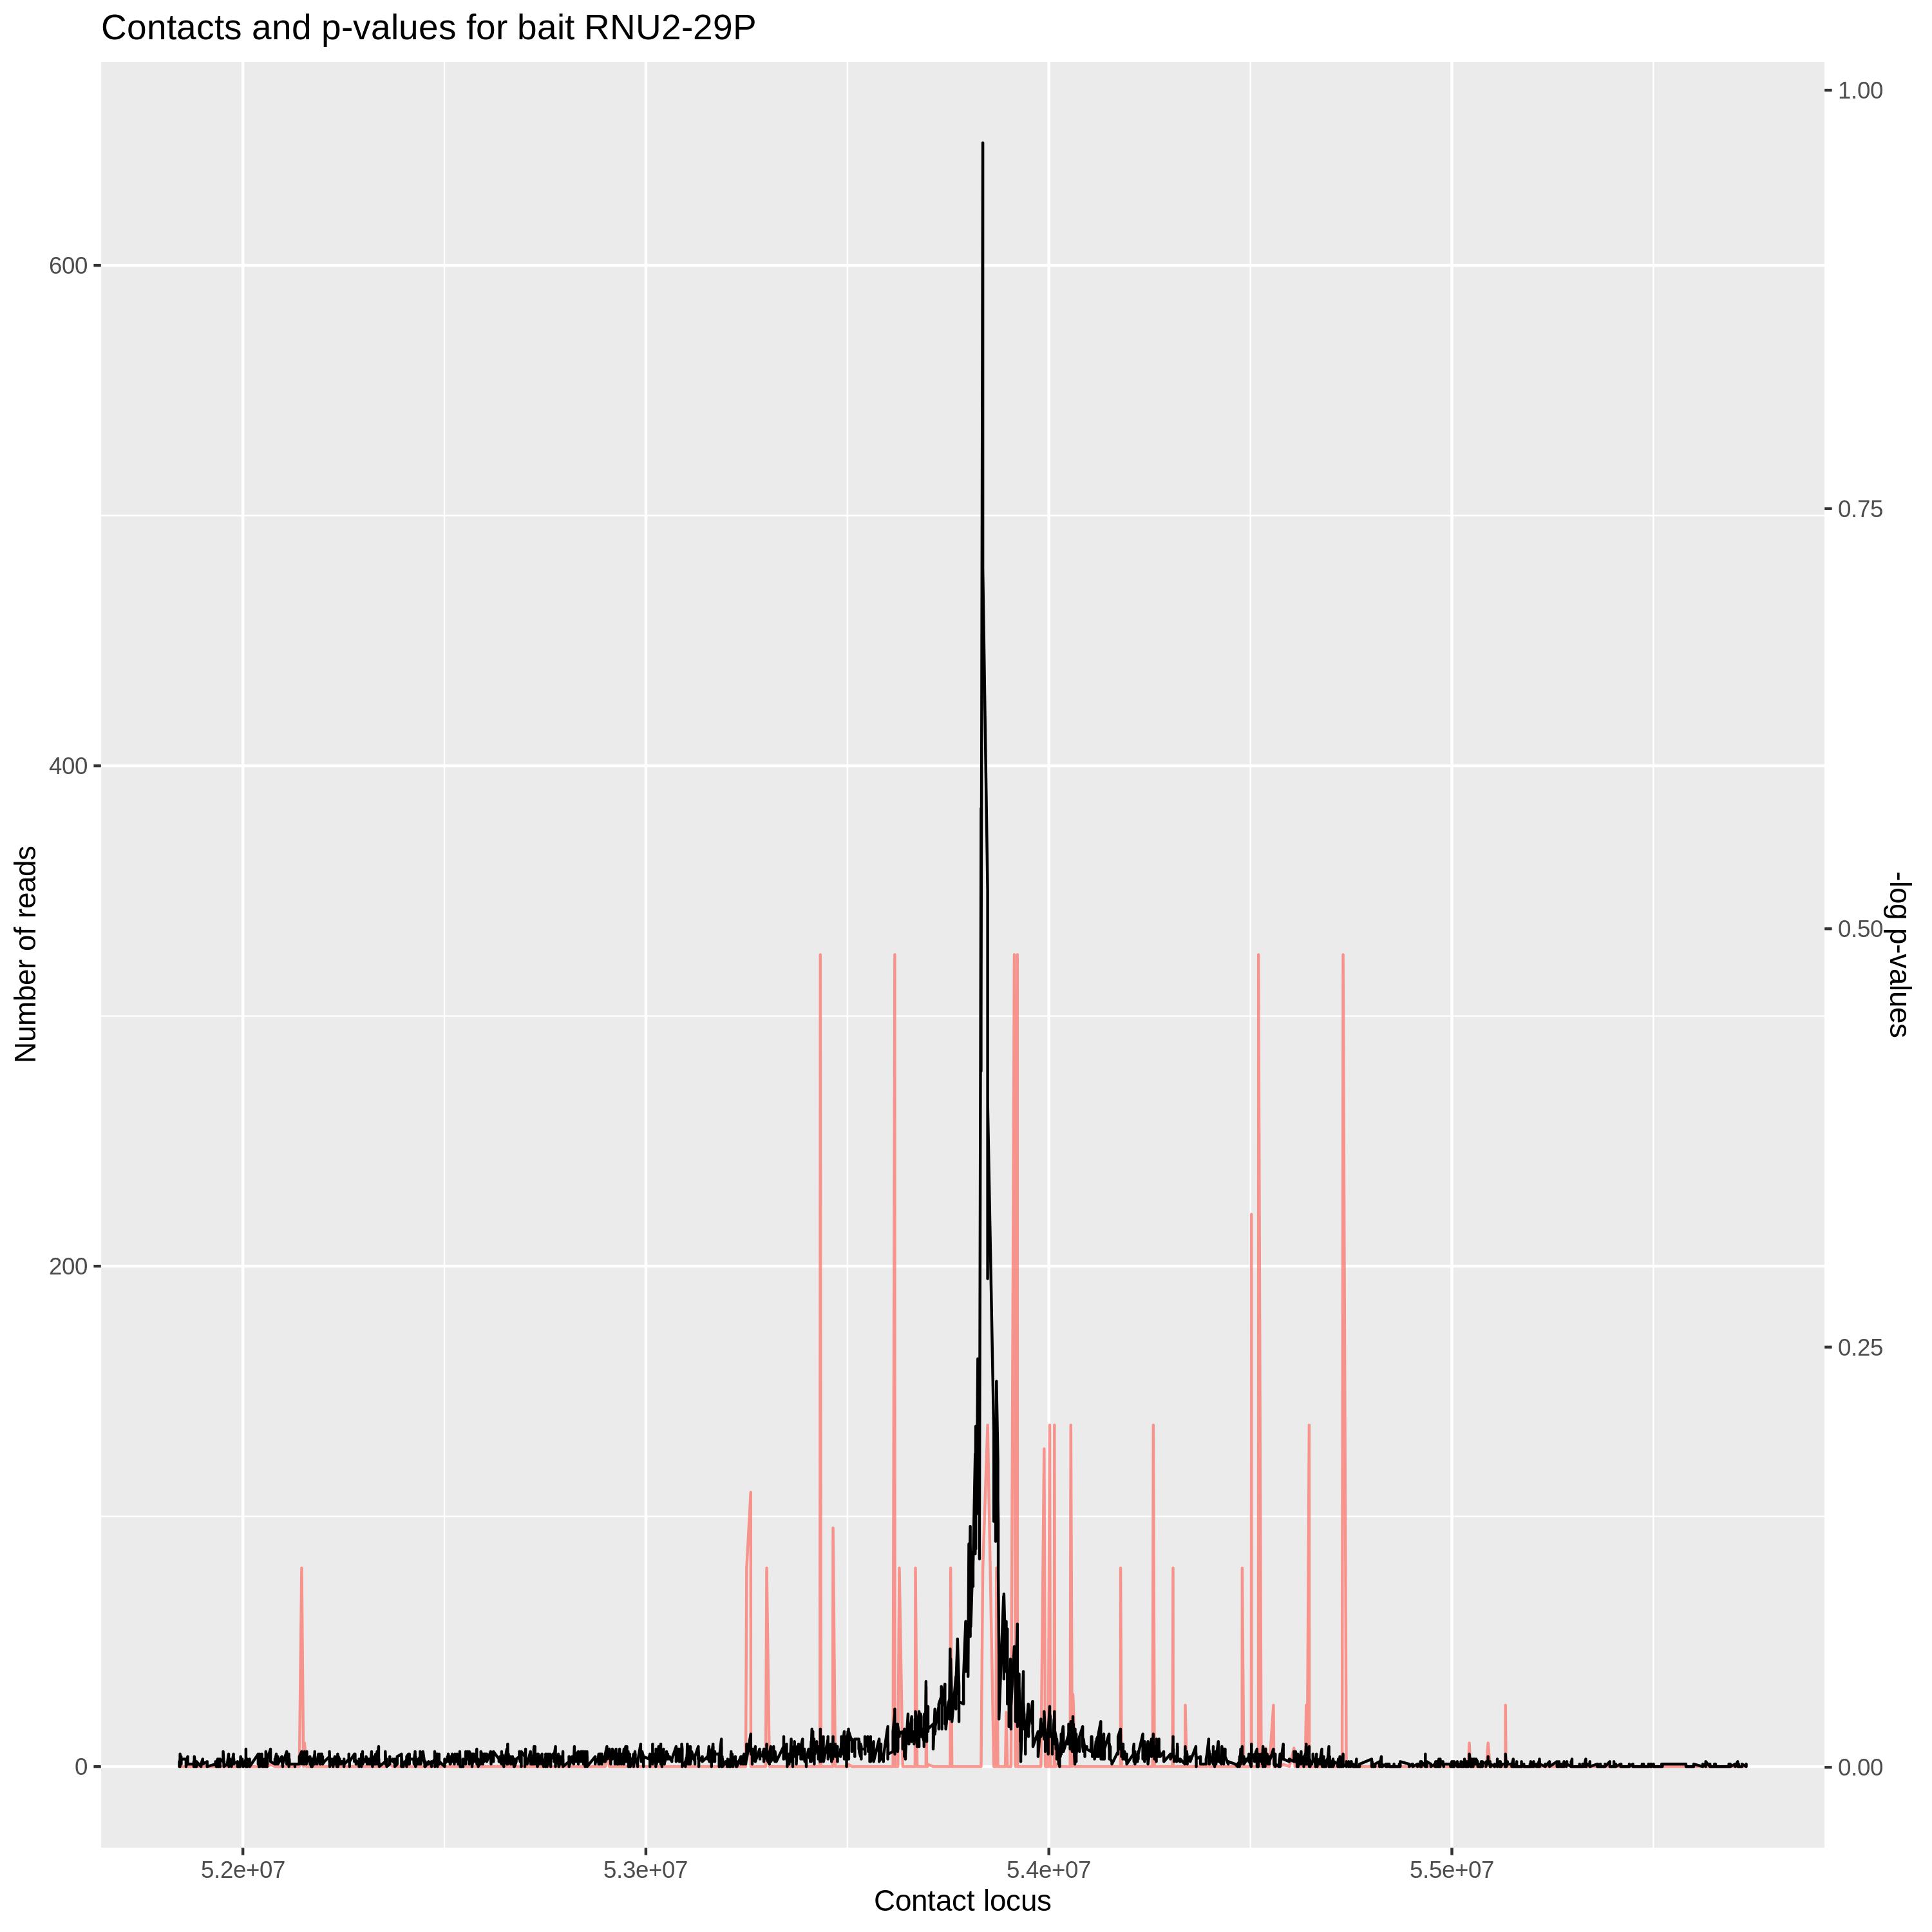 Contacts and p-values for bait RNU2-29P
1.00
600
0.75
400
0.50
Number of reads
-log p-values
0.25
200
0
0.00
5.2e+07
5.3e+07
5.4e+07
5.5e+07
Contact locus